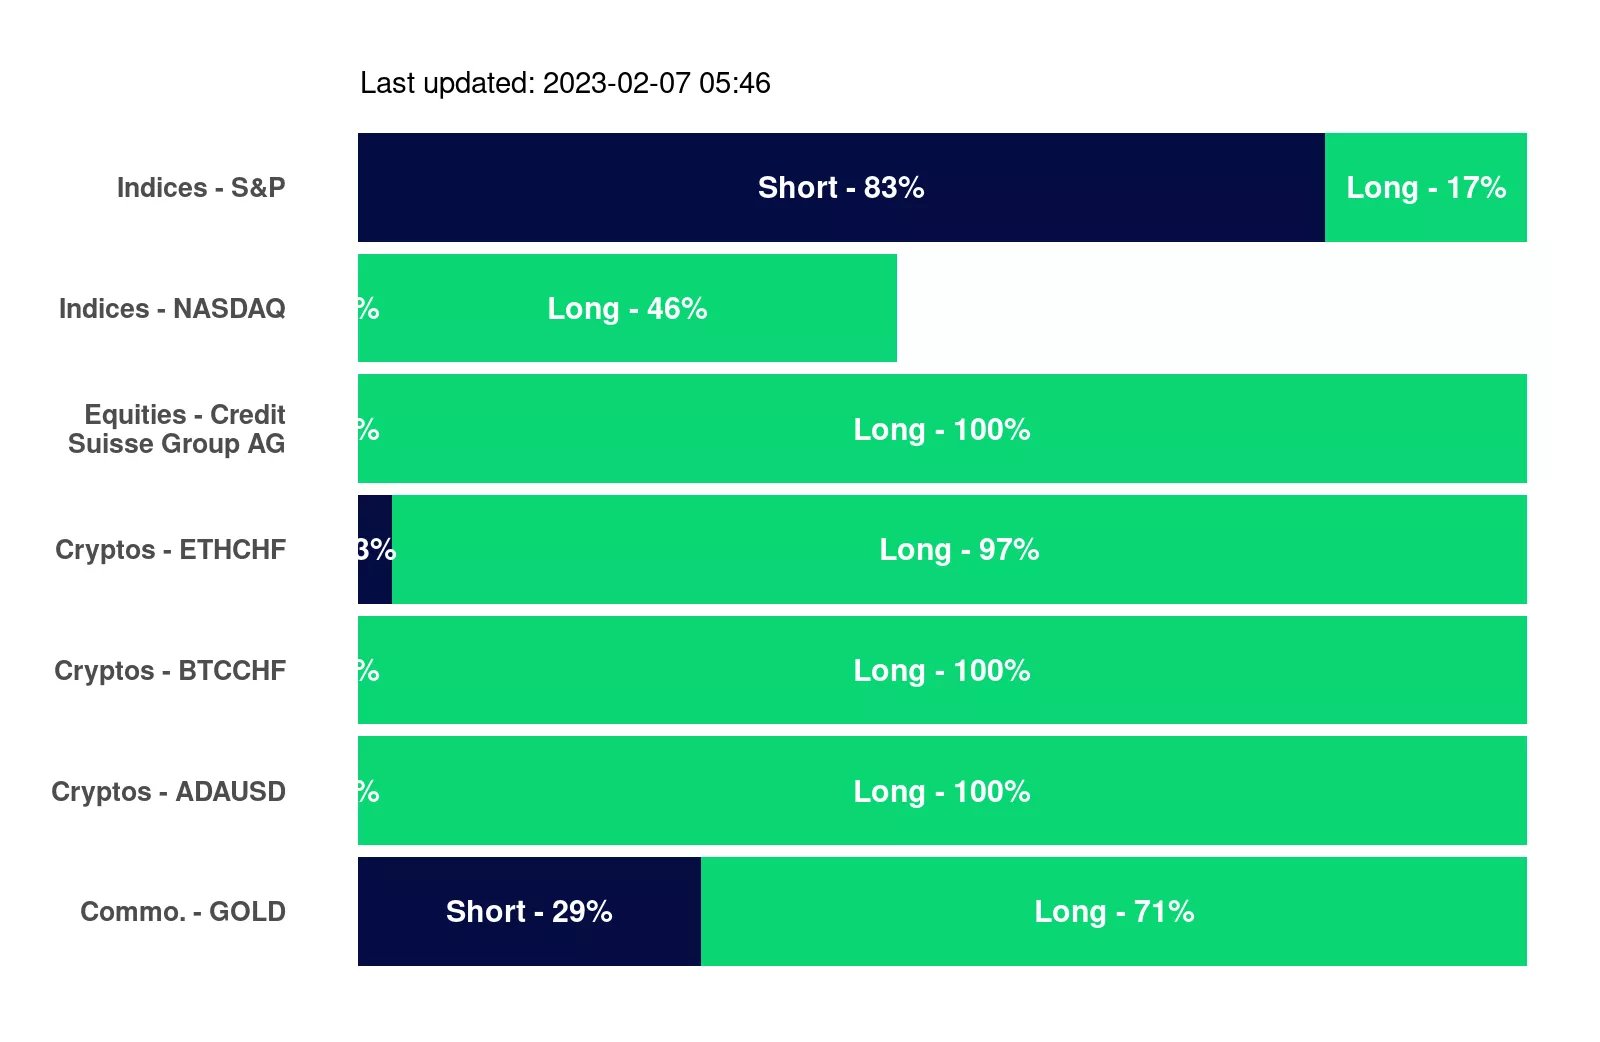 Last updated: 2023-02-07 05:46
Indices - S&P
Short - 83%
Long - 17%
Indices - NASDAQ
%
Long - 46%
Equities - Credit
Suisse Group AG
%
Long - 100%
Cryptos - ETHCHF
3%
Long - 97%
Cryptos - BTCCHF
%
Long - 100%
Cryptos - ADAUSD
%
Long - 100%
Commo. - GOLD
Short - 29%
Long - 71%